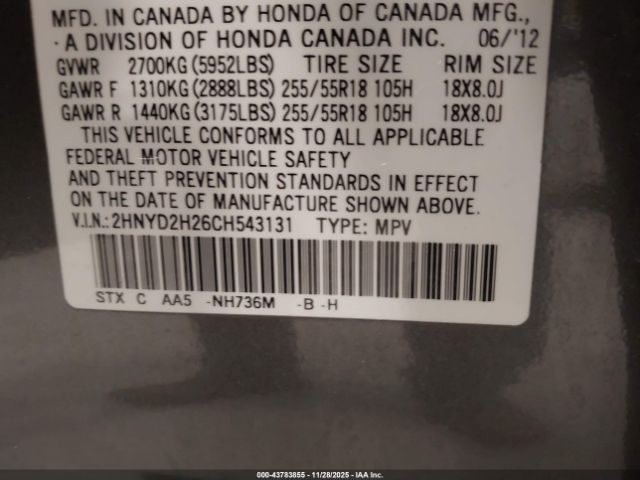 MFD. IN CANADA BY HONDA OF CANADA MFG.,
·A DIVISION OF HONDA CANADA INC. 06/'12
GVWR 2700KG (5952LBS) TIRE SIZE RIM SIZE
GAWR F 1310KG (2888LBS) 255/55R18 105H 18X8.0J
GAWR R 1440KG (3175LBS) 255/55R18 105H 18X8.0J
THIS VEHICLE CONFORMS TO ALL APPLICABLE
FEDERAL MOTOR VEHICLE SAFETY
AND THEFT PREVENTION STANDARDS IN EFFECT
ON THE DATE OF MANUFACTURE SHOWN ABOVE.
V.I.N.:2HNYD2H26CH543131 TYPE: MPV
STX C AA5 -NH736M -B -H
000-43783855 - 11/28/2025 - IAA Inc.